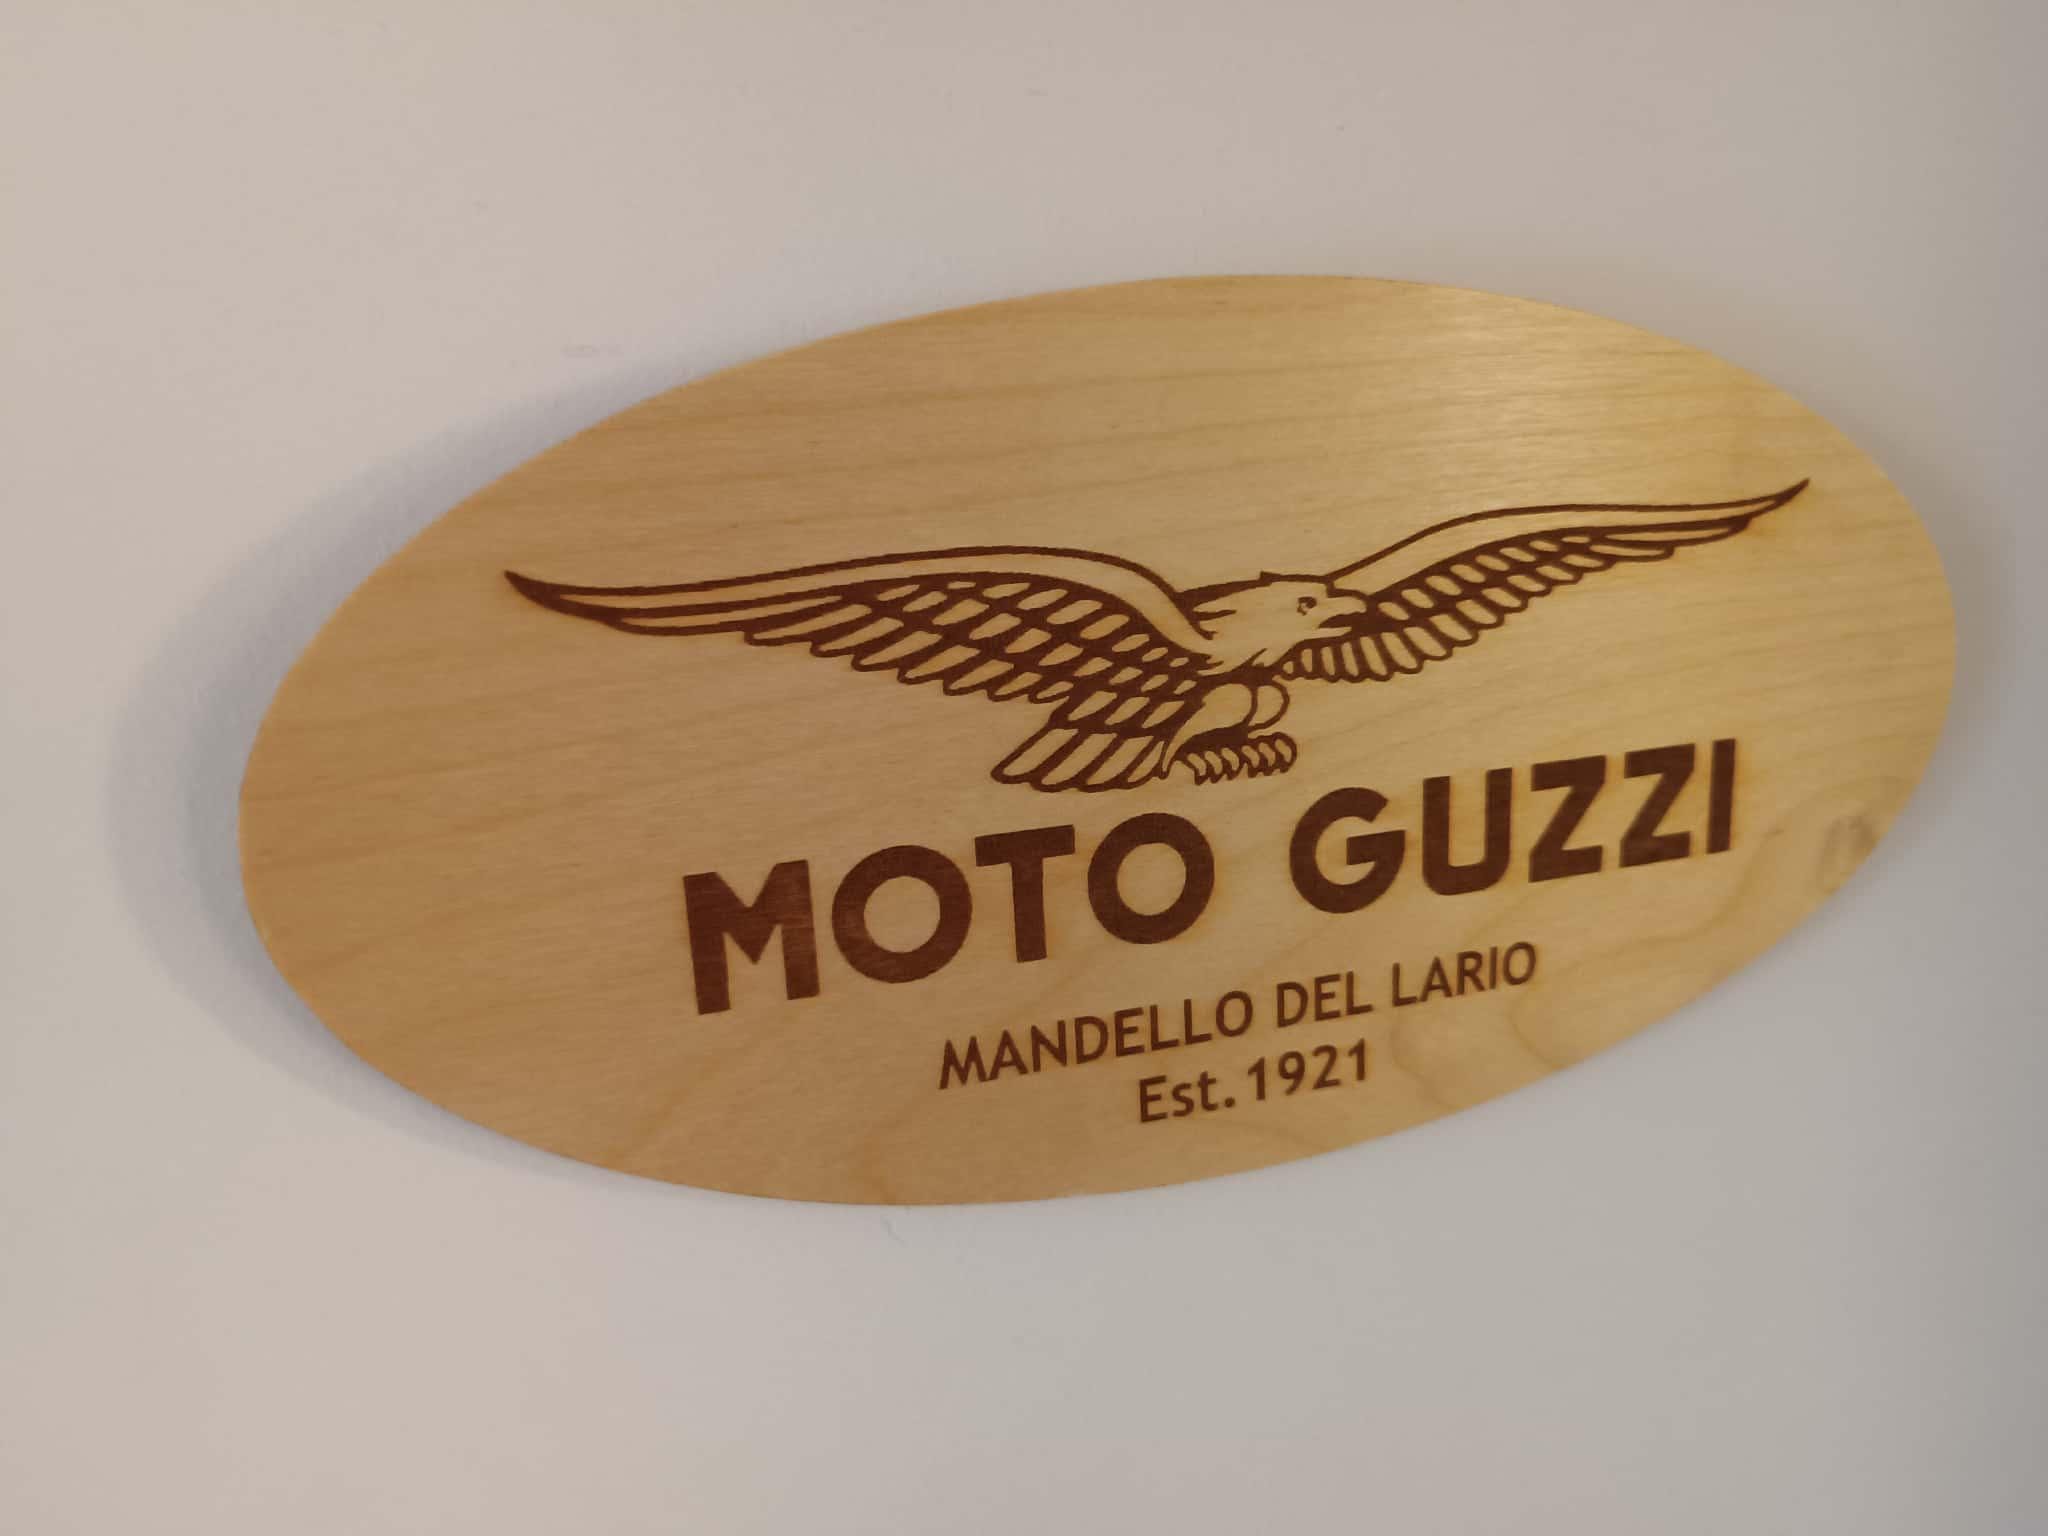 MOTO GUZZI
MANDELLO DEL LARIO
Est. 1921